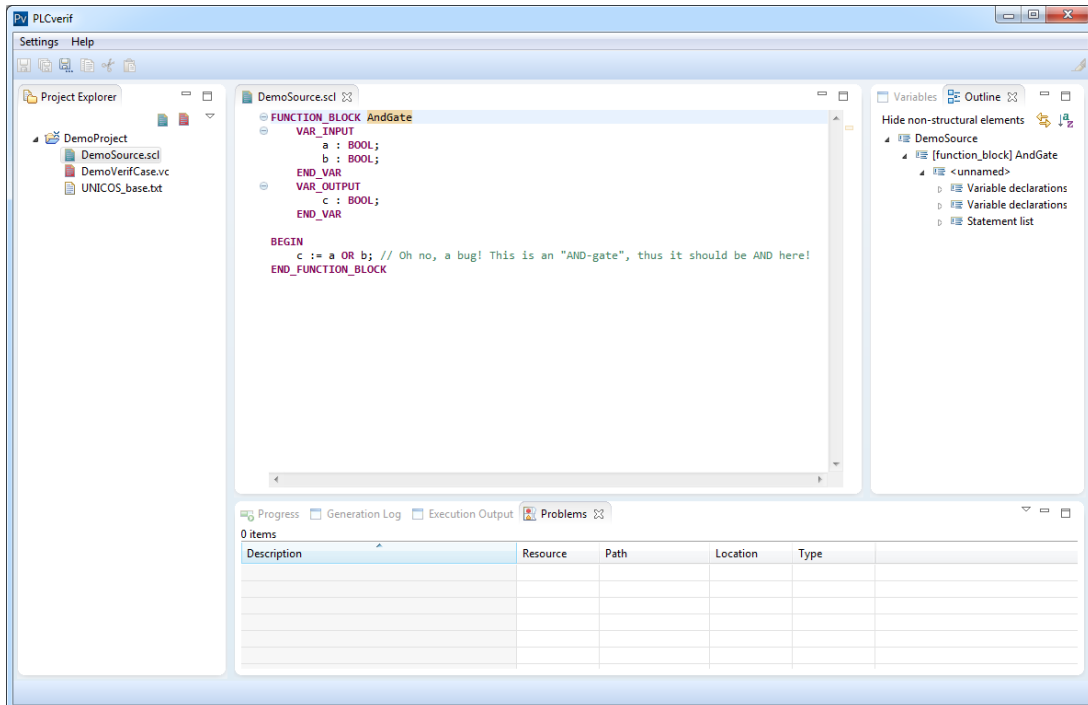 Pv PLCverif
Settings Help
Project Explorer
DemoProject
DemoSource.scl
DemoVerifCase.vc
UNICOS_base.txt
DemoSource.scl
FUNCTION_BLOCK AndGate
VAR_INPUT
a : BOOL;
b : BOOL;
END_VAR
VAR_OUTPUT
c : BOOL;
END_VAR
BEGIN
c := a OR b; // Oh no, a bug! This is an "AND-gate", thus it should be AND here!
END_FUNCTION_BLOCK
Variables Outline
Hide non-structural elements
DemoSource
[function_block] AndGate
<unnamed>
Variable declarations
Variable declarations
Statement list
Progress Generation Log Execution Output Problems
0 items
Description Resource Path Location Type